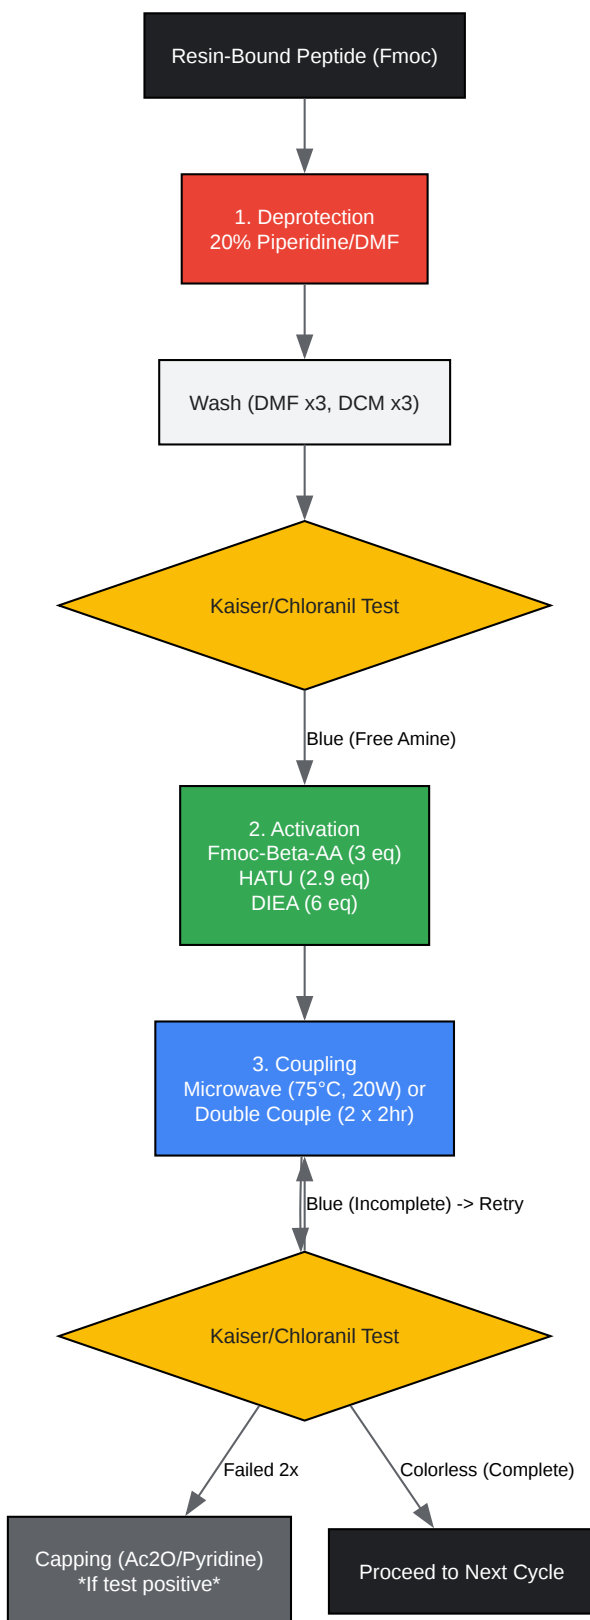 Resin-Bound Peptide (Fmoc)
1. Deprotection
20% Piperidine/DMF
Wash (DMF x3, DCM x3)
Kaiser/Chloranil Test
Blue (Free Amine)
2. Activation
Fmoc-Beta-AA (3 eq)
HATU (2.9 eq)
DIEA (6 eq)
3. Coupling
Microwave (75°C, 20W) or
Double Couple (2 x 2hr)
Blue (Incomplete) -> Retry
Kaiser/Chloranil Test
Failed 2x
Colorless (Complete)
Capping (Ac2O/Pyridine)
*If test positive*
Proceed to Next Cycle